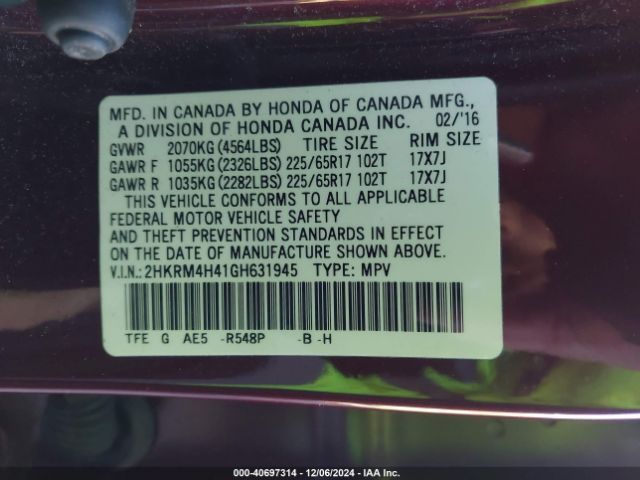 MFD. IN CANADA BY HONDA OF CANADA MFG.,
A DIVISION OF HONDA CANADA INC. 02/'16
GVWR 2070KG (4564LBS) TIRE SIZE RIM SIZE
GAWR F 1055KG (2326LBS) 225/65R17 102T 17X7J
GAWR R 1035KG (2282LBS) 225/65R17 102T 17X7J
THIS VEHICLE CONFORMS TO ALL APPLICABLE
FEDERAL MOTOR VEHICLE SAFETY
AND THEFT PREVENTION STANDARDS IN EFFECT
ON THE DATE OF MANUFACTURE SHOWN ABOVE.
V.I.N.: 2HKRM4H41GH631945 TYPE: MPV
TFE G AE5 -R548P -B -H
000-40697314 - 12/06/2024 - IAA Inc.